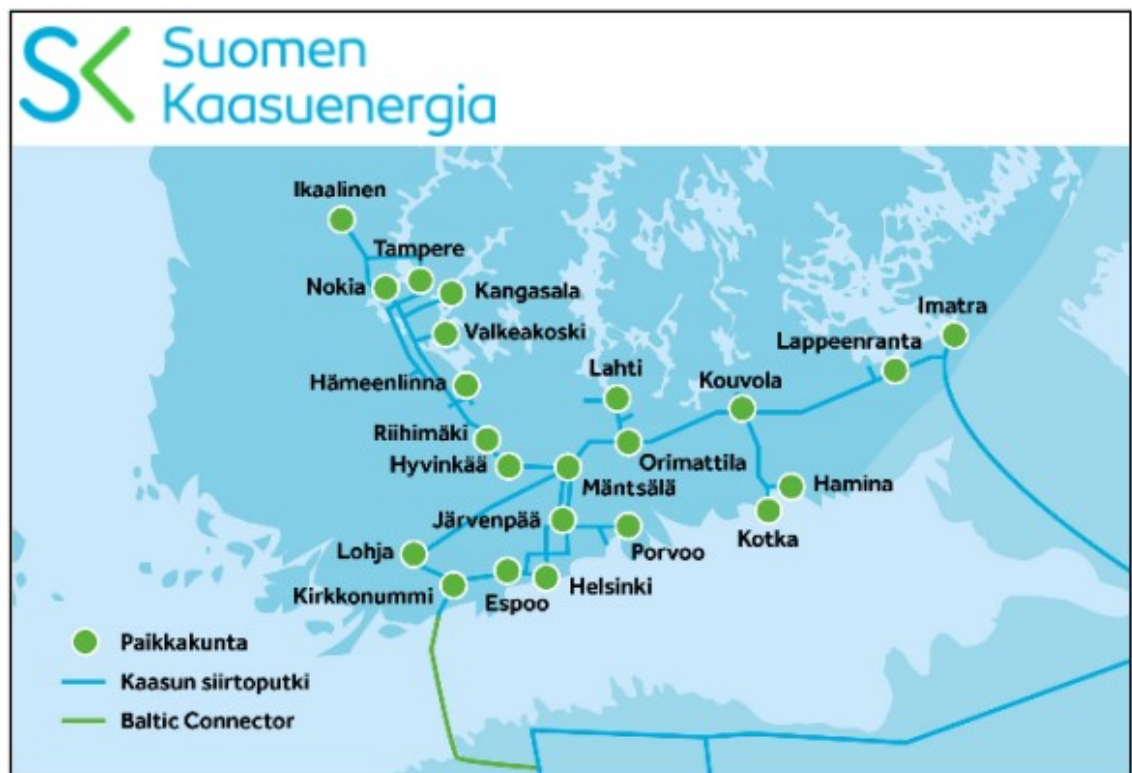 SK Suomen
Kaasuenergia
Ikaalinen
Tampere
Nokia
Kangasala
Valkeakoski
Imatra
Lappeenranta
Lahti
Kouvola
Hämeenlinna
Riihimäki
Hyvinkää
Orimattila
Mäntsälä
Hamina
Järvenpää
Kotka
Porvoo
Lohja
Helsinki
Kirkkonummi
Espoo
Paikkakunta
Kaasun siirtoputki
Baltic Connector